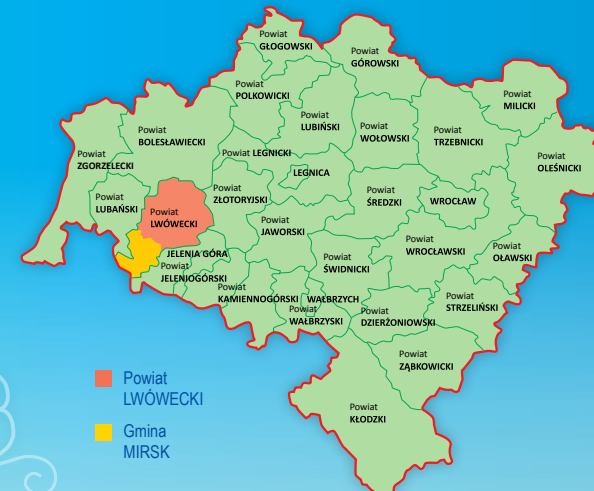 Powiat
GŁOGOWSKI
Powiat
GÓROWSKI
Powiat
POLKOWICKI
Powiat
MILICKI
Powiat
LUBIŃSKI
Powiat
BOLESŁAWIECKI
Powiat
WOŁOWSKI
Powiat
TRZEBNICKI
Powiat
ZGORZELECKI
Powiat LEGNICKI
Powiat
OLEŚNICKI
LEGNICA
Powiat
LUBAŃSKI
Powiat
ZŁOTORYJSKI
Powiat
ŚREDZKI
WROCŁAW
Powiat
LWÓWECKI
Powiat
JAWORSKI
Powiat
WROCŁAWSKI
Powiat
OŁAWSKI
JELENIA GÓRA
Powiat
JELENIOGÓRSKI
Powiat
ŚWIDNICKI
Powiat
KAMIENNOGÓRSKI
WAŁBRZYCH
Powiat
WAŁBRZYSKI
Powiat
DZIERŻONIOWSKI
Powiat
STRZELIŃSKI
Powiat
ZĄBKOWICKI
Powiat
KŁODZKI
Powiat
LWÓWECKI
Gmina
MIRSK